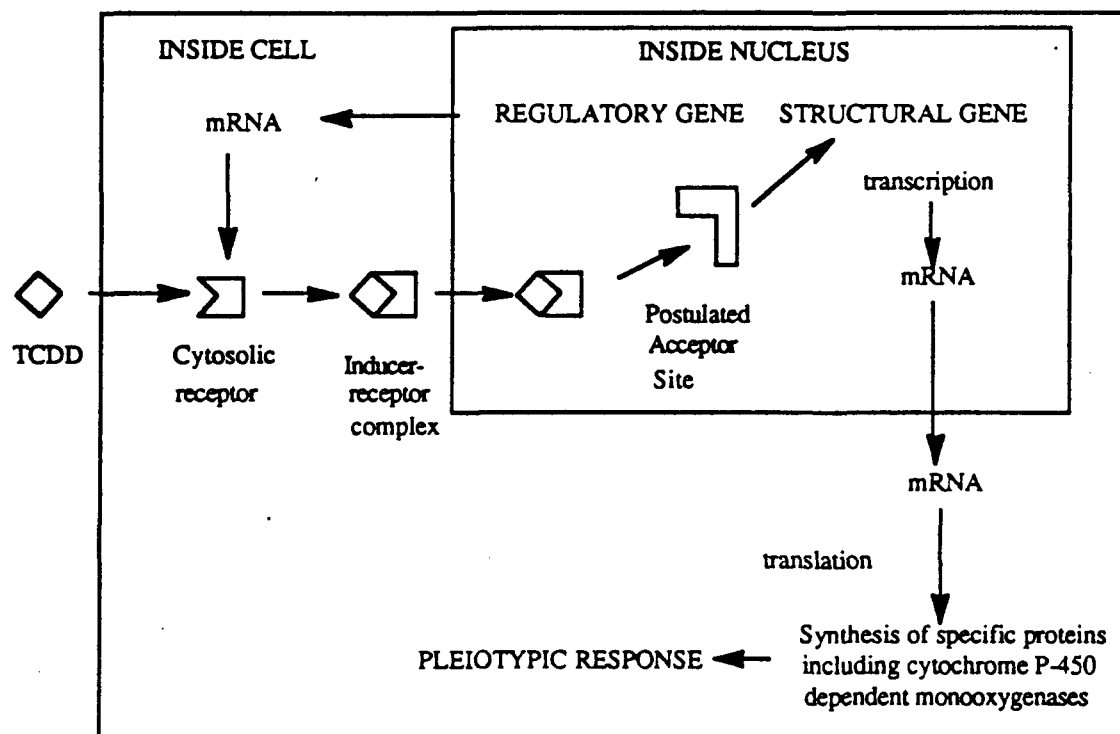 INSIDE CELL
INSIDE NUCLEUS
mRNA
REGULATORY GENE
STRUCTURAL GENE
transcription
mRNA
TCDD
Cytosolic
receptor
Inducer-
receptor
complex
Postulated
Acceptor
Site
mRNA
translation
PLEIOTYPIC RESPONSE
Synthesis of specific proteins
including cytochrome P-450
dependent monooxygenases